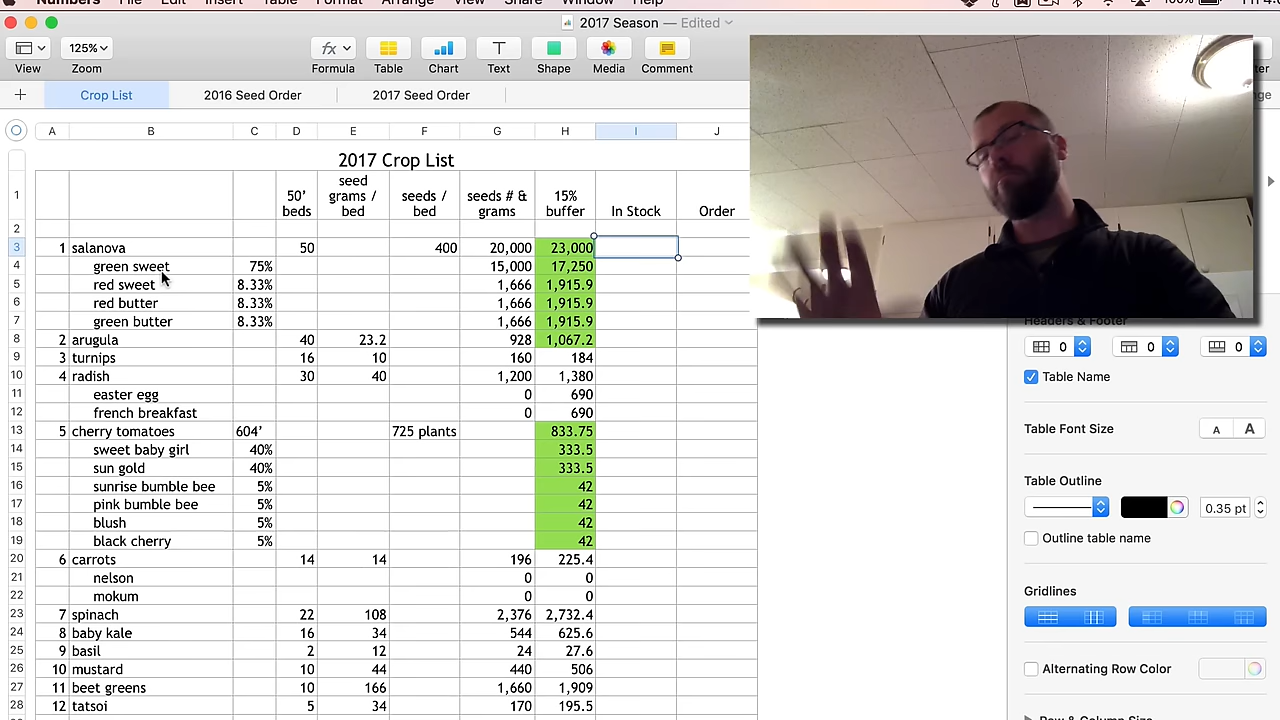 Numbers File Edit Insert Table Format Arrange View Share Window Help 100%
2017 Season — Edited
125%
View Zoom Formula Table Chart Text Shape Media Comment
Crop List 2016 Seed Order 2017 Seed Order
A B C D E F G H I J
2017 Crop List
1 50' beds seed grams / bed seeds / bed seeds # & grams 15% buffer In Stock Order
2
3 1 salanova 50 400 20,000 23,000
4 green sweet 75% 15,000 17,250
5 red sweet 8.33% 1,666 1,915.9
6 red butter 8.33% 1,666 1,915.9
7 green butter 8.33% 1,666 1,915.9
8 2 arugula 40 23.2 928 1,067.2
9 3 turnips 16 10 160 184
10 4 radish 30 40 1,200 1,380
11 easter egg 0 690
12 french breakfast 0 690
13 5 cherry tomatoes 604' 725 plants 833.75
14 sweet baby girl 40% 333.5
15 sun gold 40% 333.5
16 sunrise bumble bee 5% 42
17 pink bumble bee 5% 42
18 blush 5% 42
19 black cherry 5% 42
20 6 carrots 14 14 196 225.4
21 nelson 0 0
22 mokum 0 0
23 7 spinach 22 108 2,376 2,732.4
24 8 baby kale 16 34 544 625.6
25 9 basil 2 12 24 27.6
26 10 mustard 10 44 440 506
27 11 beet greens 10 166 1,660 1,909
28 12 tatsoi 5 34 170 195.5
Headers & Footer
0 0 0
Table Name
Table Font Size A A
Table Outline
0.35 pt
Outline table name
Gridlines
Alternating Row Color
Row & Column Size